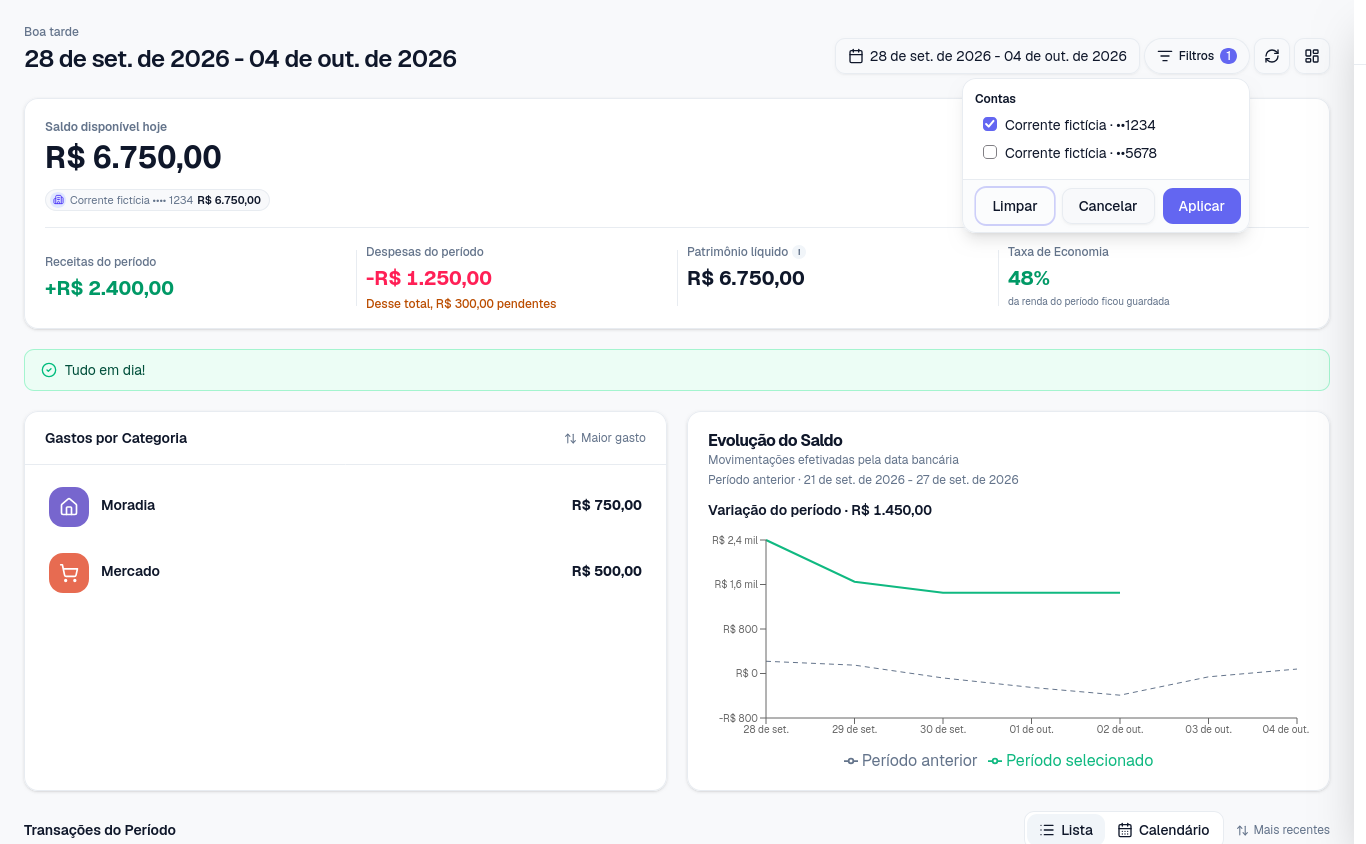 Boa tarde
28 de set. de 2026 - 04 de out. de 2026
28 de set. de 2026 - 04 de out. de 2026
Filtros 1
Contas
Corrente fictícia · ••1234
Corrente fictícia · ••5678
Limpar Cancelar Aplicar
Saldo disponível hoje
R$ 6.750,00
Corrente fictícia •••• 1234 R$ 6.750,00
Receitas do período
+R$ 2.400,00
Despesas do período
-R$ 1.250,00
Desse total, R$ 300,00 pendentes
Patrimônio líquido i
R$ 6.750,00
Taxa de Economia
48%
da renda do período ficou guardada
Tudo em dia!
Gastos por Categoria
Maior gasto
Moradia R$ 750,00
Mercado R$ 500,00
Evolução do Saldo
Movimentações efetivadas pela data bancária
Período anterior · 21 de set. de 2026 - 27 de set. de 2026
Variação do período · R$ 1.450,00
R$ 2,4 mil
R$ 1,6 mil
R$ 800
R$ 0
-R$ 800
28 de set. 29 de set. 30 de set. 01 de out. 02 de out. 03 de out. 04 de out.
Período anterior Período selecionado
Transações do Período
Lista Calendário Mais recentes